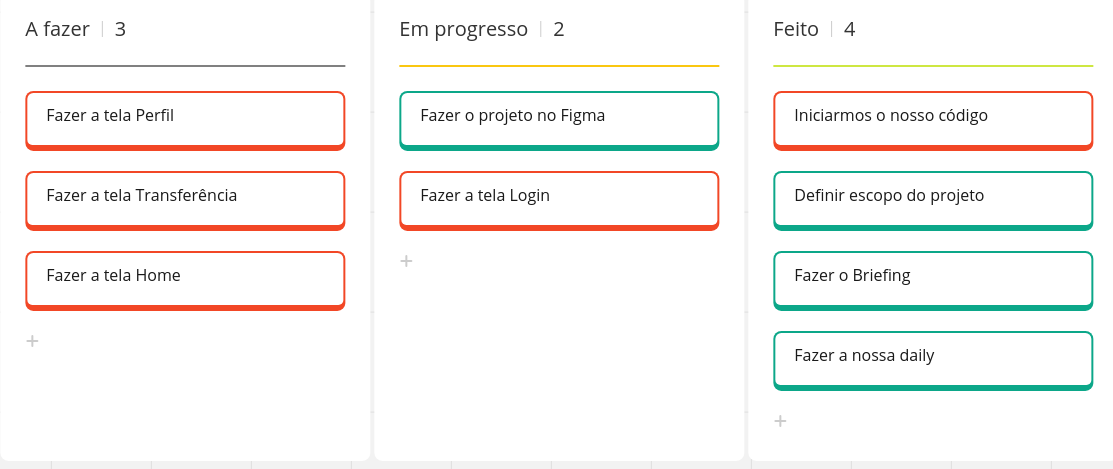 A fazer | 3
Fazer a tela Perfil
Fazer a tela Transferência
Fazer a tela Home
+
Em progresso | 2
Fazer o projeto no Figma
Fazer a tela Login
+
Feito | 4
Iniciarmos o nosso código
Definir escopo do projeto
Fazer o Briefing
Fazer a nossa daily
+